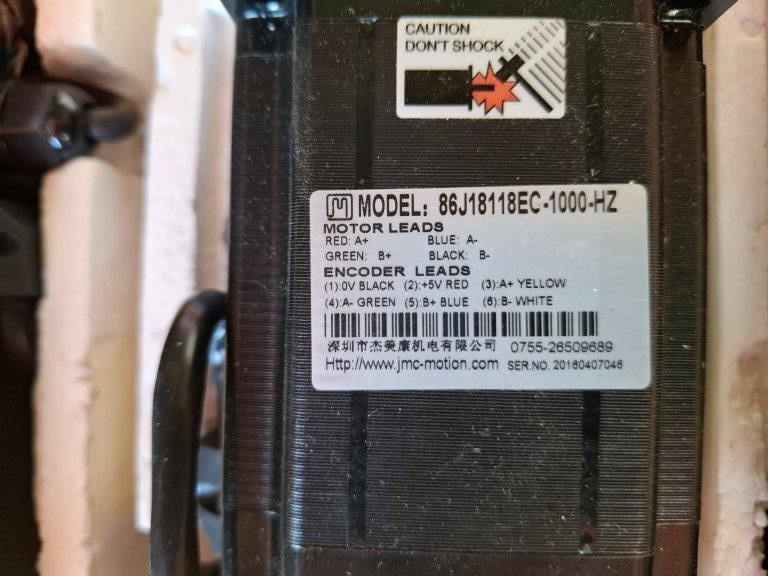 CAUTION
DON'T SHOCK
MODEL: 86J18118EC-1000-HZ
MOTOR LEADS
RED: A+ BLUE: A-
GREEN: B+ BLACK: B-
ENCODER LEADS
(1):0V BLACK (2):+5V RED (3):A+ YELLOW
(4):A- GREEN (5):B+ BLUE (6):B- WHITE
深圳市杰美康机电有限公司 0755-26509689
Http://www.jmc-motion.com SER.NO. 20160407046